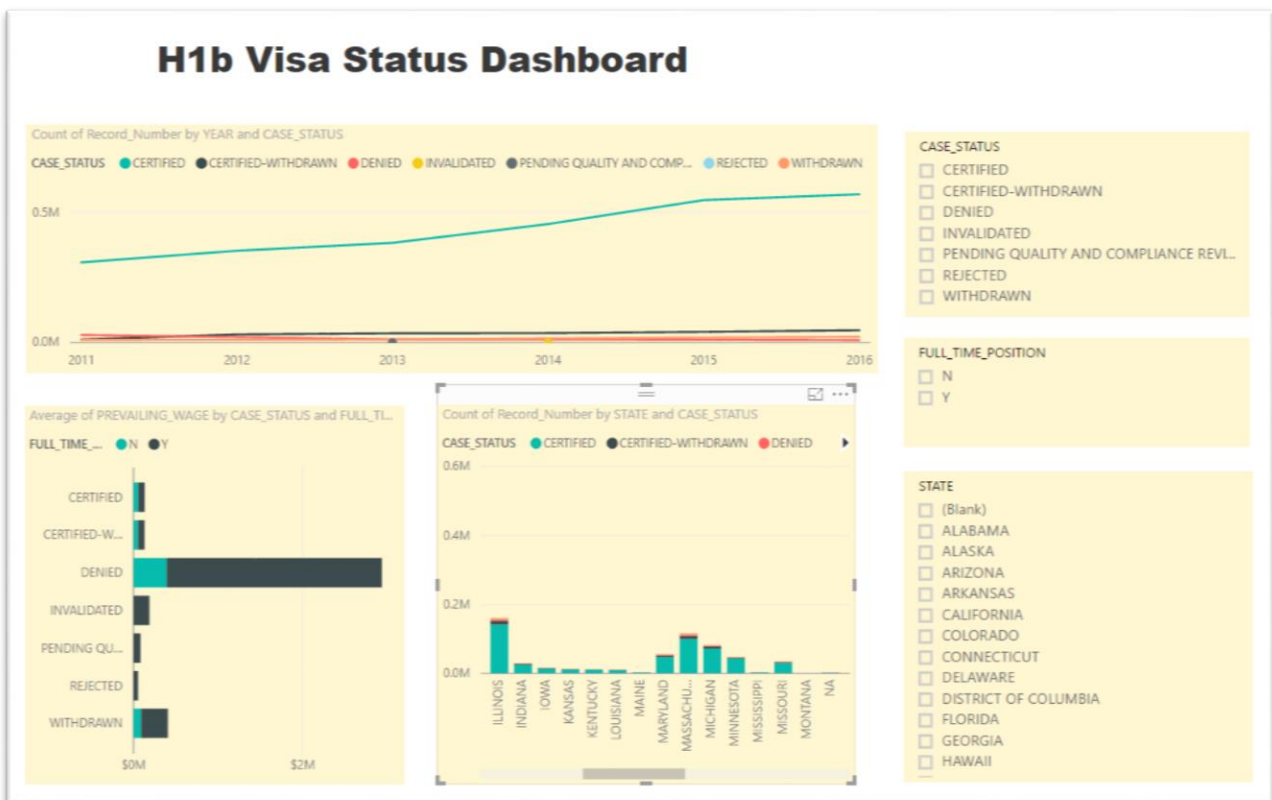 H1b Visa Status Dashboard
Count of Record_Number by YEAR and CASE_STATUS
CASE_STATUS CERTIFIED CERTIFIED-WITHDRAWN DENIED INVALIDATED PENDING QUALITY AND COMP... REJECTED WITHDRAWN
0.5M
0.0M
2011 2012 2013 2014 2015 2016
CASE_STATUS
CERTIFIED
CERTIFIED-WITHDRAWN
DENIED
INVALIDATED
PENDING QUALITY AND COMPLIANCE REVI...
REJECTED
WITHDRAWN
FULL_TIME_POSITION
N
Y
Average of PREVAILING_WAGE by CASE_STATUS and FULL_TI...
FULL_TIME_... N Y
CERTIFIED
CERTIFIED-W...
DENIED
INVALIDATED
PENDING QU...
REJECTED
WITHDRAWN
$0M $2M
Count of Record_Number by STATE and CASE_STATUS
CASE_STATUS CERTIFIED CERTIFIED-WITHDRAWN DENIED
0.6M
0.4M
0.2M
0.0M
ILLINOIS
INDIANA
IOWA
KANSAS
KENTUCKY
LOUISIANA
MAINE
MARYLAND
MASSACHU...
MICHIGAN
MINNESOTA
MISSISSIPPI
MISSOURI
MONTANA
NA
STATE
(Blank)
ALABAMA
ALASKA
ARIZONA
ARKANSAS
CALIFORNIA
COLORADO
CONNECTICUT
DELAWARE
DISTRICT OF COLUMBIA
FLORIDA
GEORGIA
HAWAII